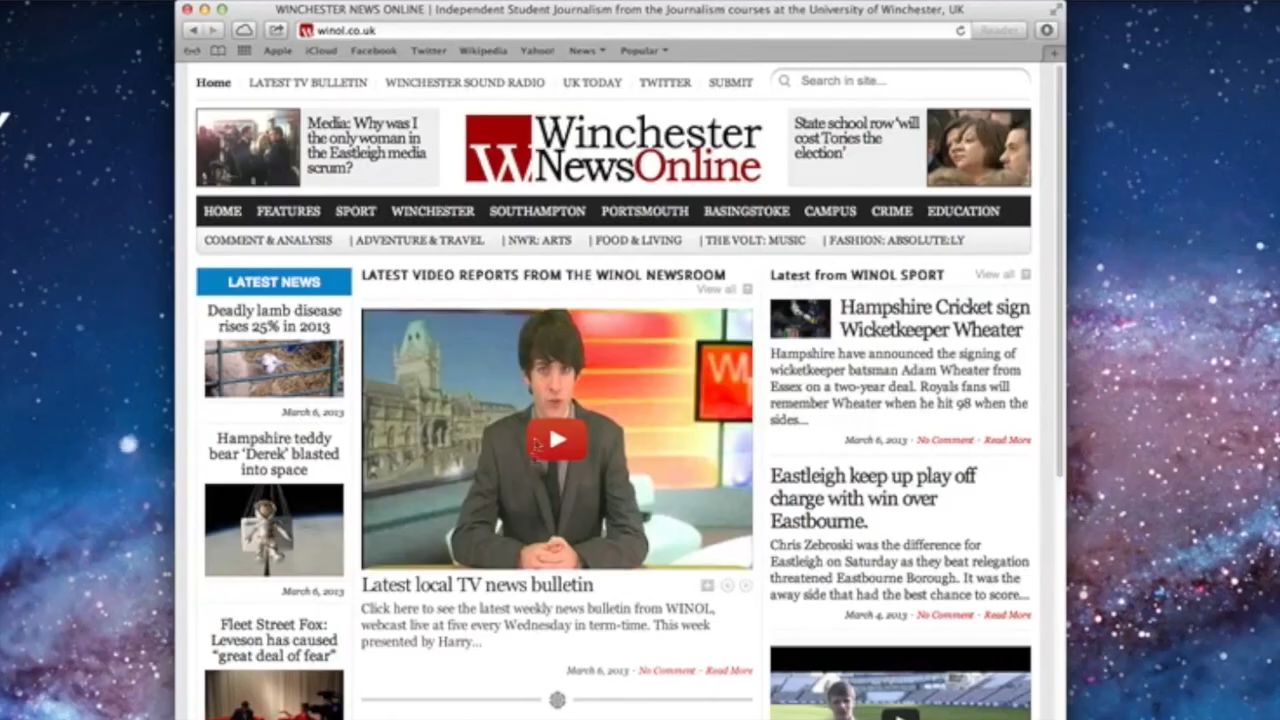 WINCHESTER NEWS ONLINE | Independent Student Journalism from the Journalism courses at the University of Winchester, UK
winol.co.uk
Reader
Apple iCloud Facebook Twitter Wikipedia Yahoo! News Popular
Home LATEST TV BULLETIN WINCHESTER SOUND RADIO UK TODAY TWITTER SUBMIT Search in site...
Media: Why was I
the only woman in
the Eastleigh media
scrum?
W Winchester
NewsOnline
State school row 'will
cost Tories the
election'
HOME FEATURES SPORT WINCHESTER SOUTHAMPTON PORTSMOUTH BASINGSTOKE CAMPUS CRIME EDUCATION
COMMENT & ANALYSIS | ADVENTURE & TRAVEL | NWR: ARTS | FOOD & LIVING | THE VOLT: MUSIC | FASHION: ABSOLUTE:LY
LATEST NEWS
Deadly lamb disease
rises 25% in 2013
March 6, 2013
Hampshire teddy
bear 'Derek' blasted
into space
March 6, 2013
Fleet Street Fox:
Leveson has caused
"great deal of fear"
LATEST VIDEO REPORTS FROM THE WINOL NEWSROOM
View all
Latest local TV news bulletin
Click here to see the latest weekly news bulletin from WINOL,
webcast live at five every Wednesday in term-time. This week
presented by Harry...
March 6, 2013 · No Comment · Read More
Latest from WINOL SPORT View all
Hampshire Cricket sign
Wicketkeeper Wheater
Hampshire have announced the signing of
wicketkeeper batsman Adam Wheater from
Essex on a two-year deal. Royals fans will
remember Wheater when he hit 98 when the
sides...
March 6, 2013 · No Comment · Read More
Eastleigh keep up play off
charge with win over
Eastbourne.
Chris Zebroski was the difference for
Eastleigh on Saturday as they beat relegation
threatened Eastbourne Borough. It was the
away side that had the best chance to score...
March 4, 2013 · No Comment · Read More